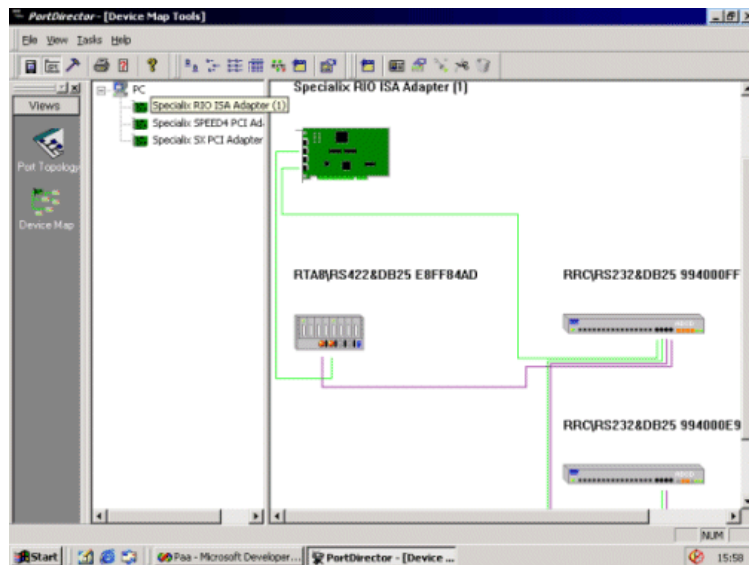 PortDirector - [Device Map Tools]
File View Tasks Help
Views
Port Topology
Device Map
PC
Specialix RIO ISA Adapter (1)
Specialix SPEED4 PCI Ad
Specialix SX PCI Adapter
Specialix RIO ISA Adapter (1)
RTA8\RS422&DB25 E8FF84AD
RRC\RS232&DB25 994000FF
RRC\RS232&DB25 994000E9
NUM
Start
Paa - Microsoft Developer...
PortDirector - [Device ...
15:58